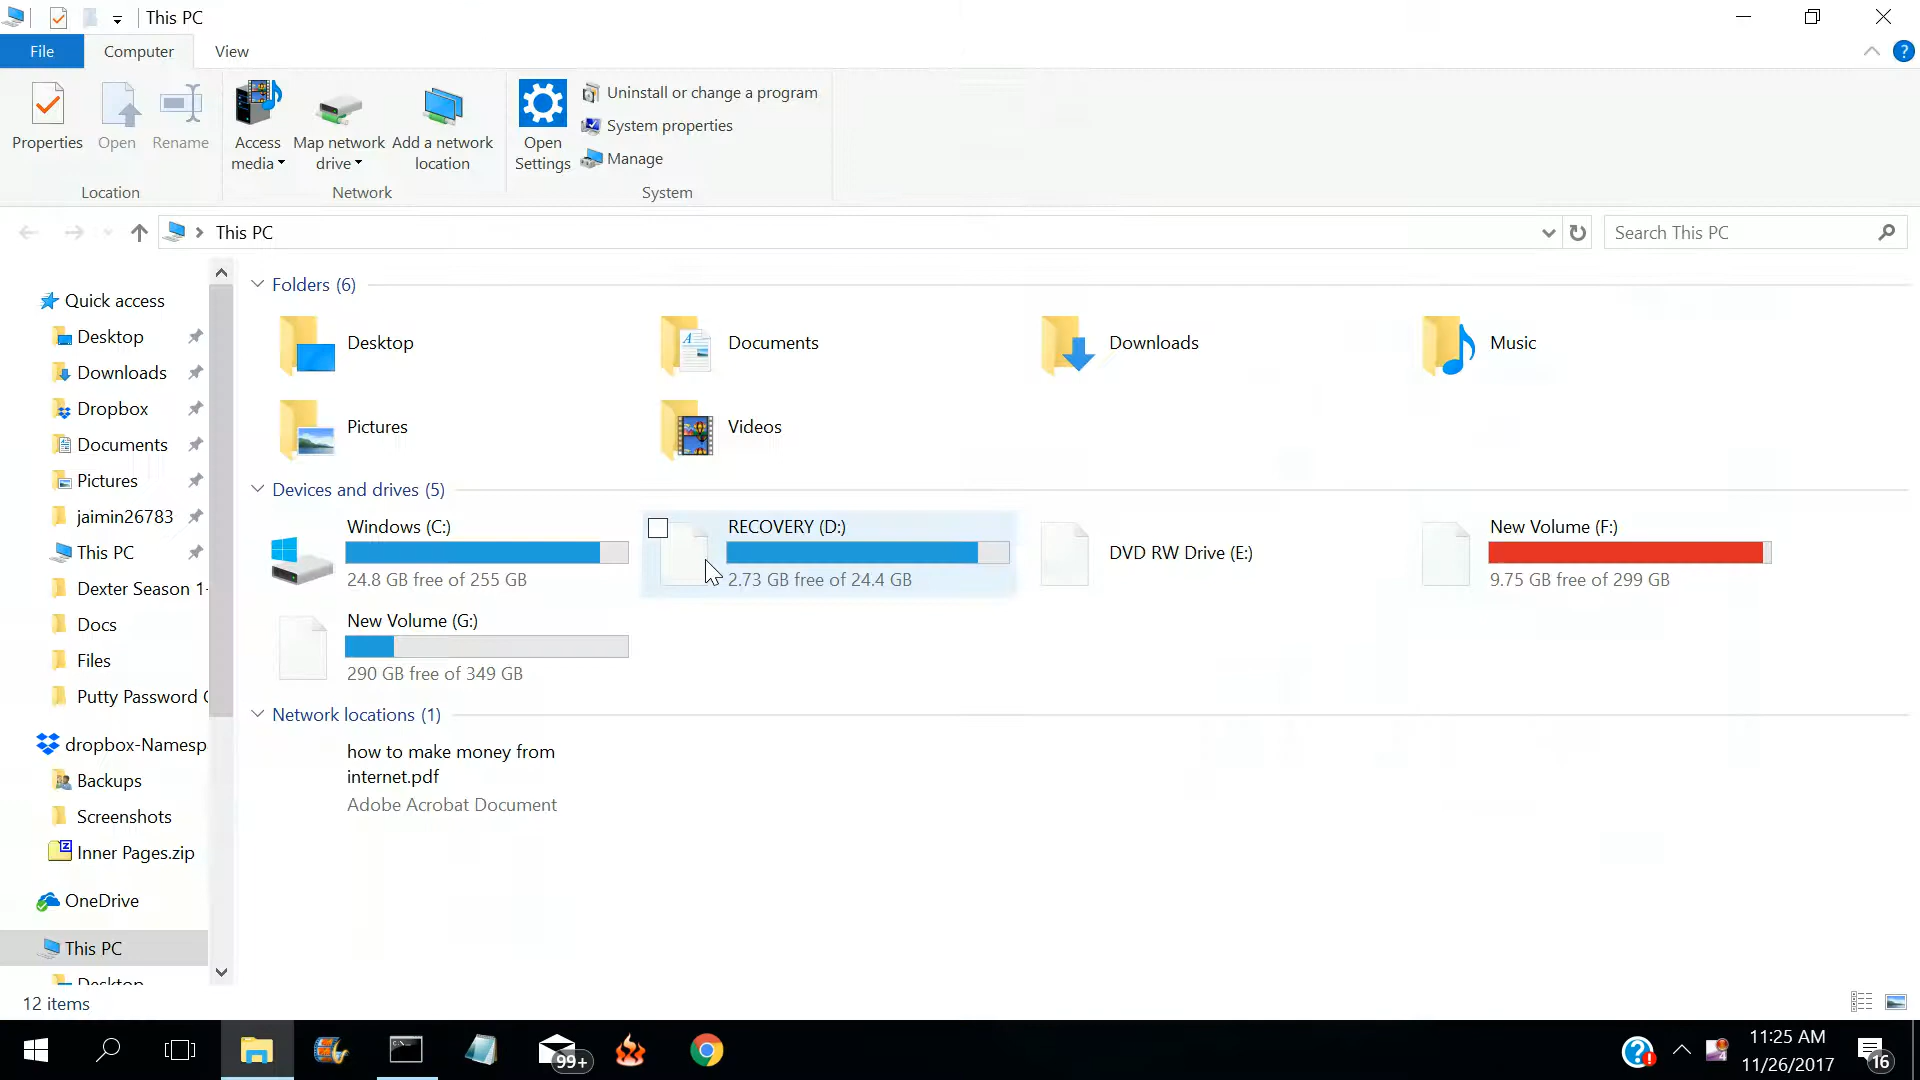 This PC
File
Computer
View
Properties
Open
Rename
Access
media
Map network
drive
Add a network
location
Open
Settings
Uninstall or change a program
System properties
Manage
Location
Network
System
This PC
Search This PC
Quick access
Desktop
Downloads
Dropbox
Documents
Pictures
jaimin26783
This PC
Dexter Season 1-
Docs
Files
Putty Password
dropbox-Namesp
Backups
Screenshots
Inner Pages.zip
OneDrive
This PC
Desktop
Folders (6)
Desktop
Documents
Downloads
Music
Pictures
Videos
Devices and drives (5)
Windows (C:)
24.8 GB free of 255 GB
RECOVERY (D:)
2.73 GB free of 24.4 GB
DVD RW Drive (E:)
New Volume (F:)
9.75 GB free of 299 GB
New Volume (G:)
290 GB free of 349 GB
Network locations (1)
how to make money from
internet.pdf
Adobe Acrobat Document
12 items
99+
11:25 AM
11/26/2017
16